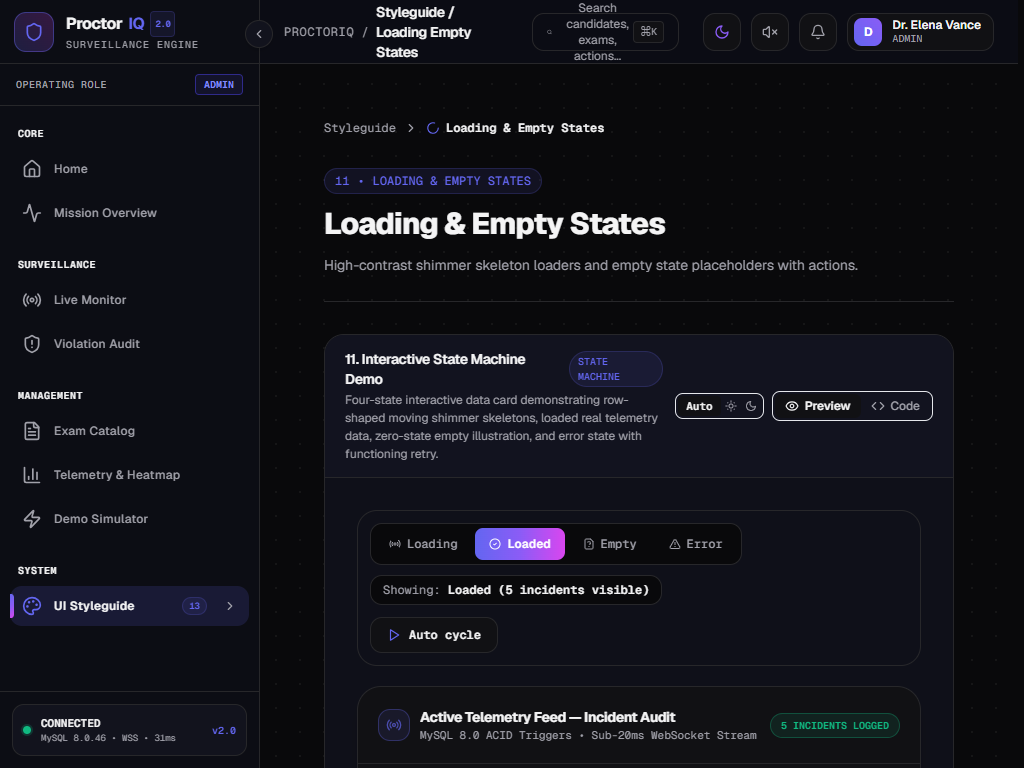 Proctor IQ 2.0
SURVEILLANCE ENGINE
OPERATING ROLE
ADMIN
CORE
Home
Mission Overview
SURVEILLANCE
Live Monitor
Violation Audit
MANAGEMENT
Exam Catalog
Telemetry & Heatmap
Demo Simulator
SYSTEM
UI Styleguide 13
CONNECTED
MySQL 8.0.46 • WSS • 31ms
v2.0
PROCTORIQ /
Styleguide /
Loading Empty
States
Search
candidates,
exams,
actions…
⌘K
D
Dr. Elena Vance
ADMIN
Styleguide
Loading & Empty States
11 • LOADING & EMPTY STATES
Loading & Empty States
High-contrast shimmer skeleton loaders and empty state placeholders with actions.
11. Interactive State Machine
Demo
STATE
MACHINE
Four-state interactive data card demonstrating row-
shaped moving shimmer skeletons, loaded real telemetry
data, zero-state empty illustration, and error state with
functioning retry.
Auto
Preview
Code
Loading
Loaded
Empty
Error
Showing: Loaded (5 incidents visible)
Auto cycle
Active Telemetry Feed — Incident Audit
MySQL 8.0 ACID Triggers • Sub-20ms WebSocket Stream
5 INCIDENTS LOGGED